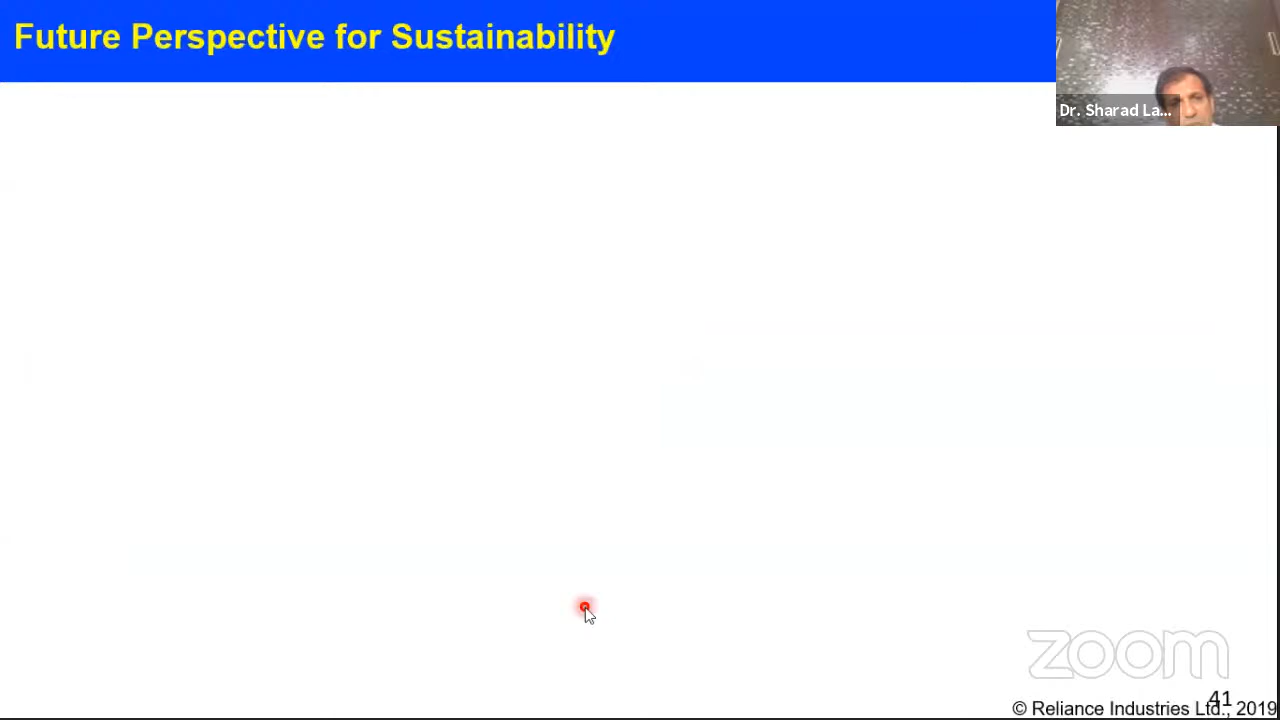 Future Perspective for Sustainability
Dr. Sharad La...
zoom
41
© Reliance Industries Ltd., 2019